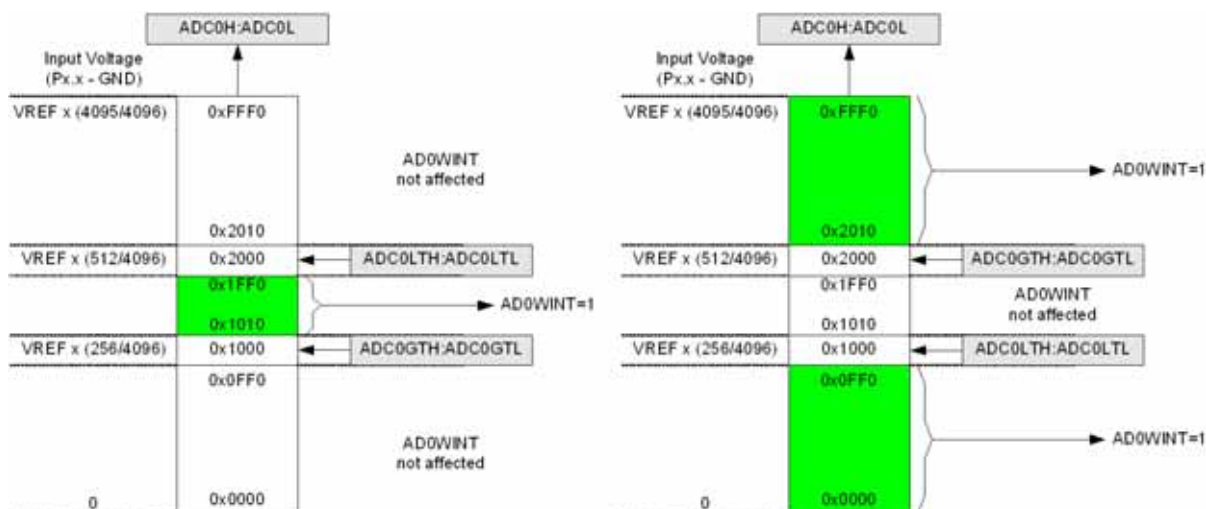 ADC0H:ADC0L
Input Voltage
(Px.x - GND)
VREF x (4095/4096)
0xFFF0
AD0WINT
not affected
0x2010
VREF x (512/4096)
0x2000
ADC0LTH:ADC0LTL
0x1FF0
AD0WINT=1
0x1010
VREF x (256/4096)
0x1000
ADC0GTH:ADC0GTL
0x0FF0
AD0WINT
not affected
0
0x0000
ADC0H:ADC0L
Input Voltage
(Px.x - GND)
VREF x (4095/4096)
0xFFF0
AD0WINT=1
0x2010
VREF x (512/4096)
0x2000
ADC0GTH:ADC0GTL
0x1FF0
AD0WINT
not affected
0x1010
VREF x (256/4096)
0x1000
ADC0LTH:ADC0LTL
0x0FF0
AD0WINT=1
0
0x0000